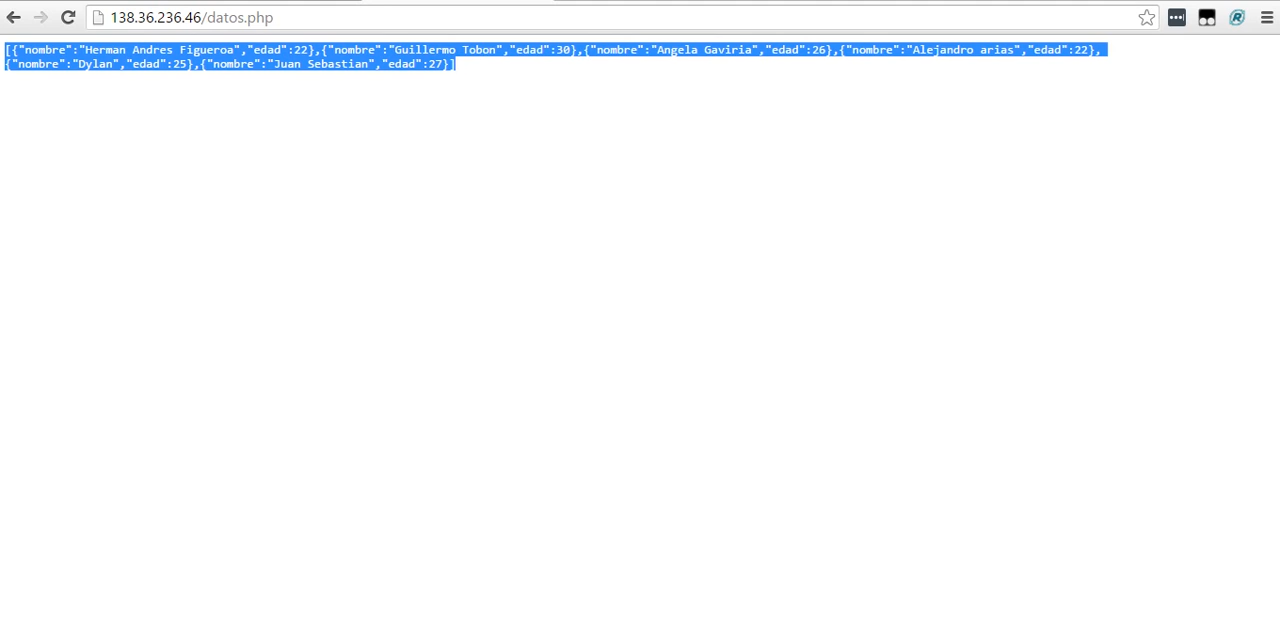 138.36.236.46/datos.php
[{"nombre":"Herman Andres Figueroa","edad":22},{"nombre":"Guillermo Tobon","edad":30},{"nombre":"Angela Gaviria","edad":26},{"nombre":"Alejandro arias","edad":22},
{"nombre":"Dylan","edad":25},{"nombre":"Juan Sebastian","edad":27}]